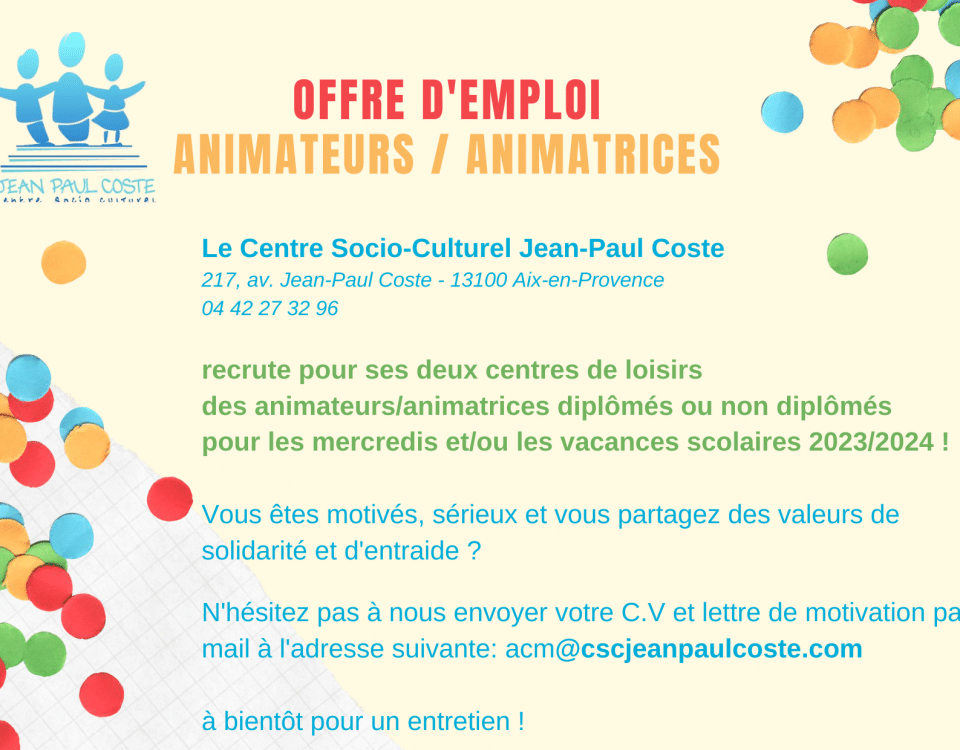 OFFRE D'EMPLOI
ANIMATEURS / ANIMATRICES
JEAN PAUL COSTE
Centre Socio Culturel
Le Centre Socio-Culturel Jean-Paul Coste
217, av. Jean-Paul Coste - 13100 Aix-en-Provence
04 42 27 32 96
recrute pour ses deux centres de loisirs
des animateurs/animatrices diplômés ou non diplômés
pour les mercredis et/ou les vacances scolaires 2023/2024 !
Vous êtes motivés, sérieux et vous partagez des valeurs de
solidarité et d'entraide ?
N'hésitez pas à nous envoyer votre C.V et lettre de motivation pa
mail à l'adresse suivante: acm@cscjeanpaulcoste.com
à bientôt pour un entretien !